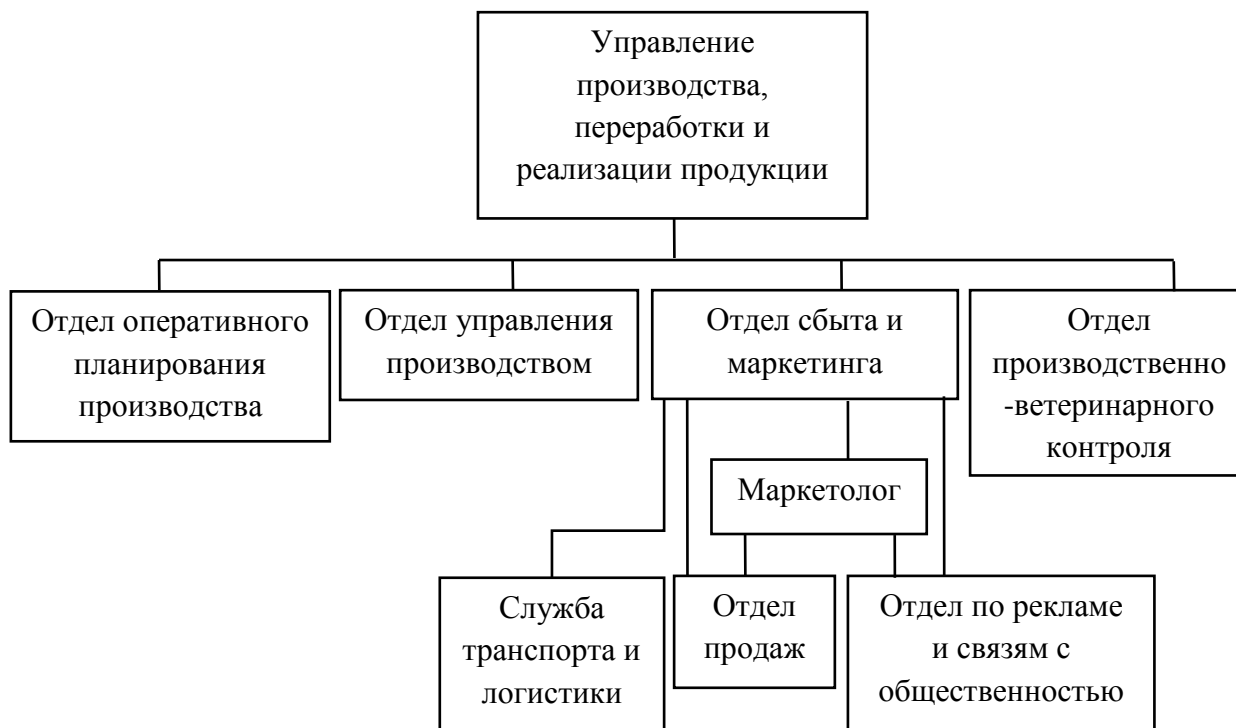 Управление
производства,
переработки и
реализации продукции
Отдел оперативного
планирования
производства
Отдел управления
производством
Отдел сбыта и
маркетинга
Отдел
производственно
-ветеринарного
контроля
Маркетолог
Служба
транспорта и
логистики
Отдел
продаж
Отдел по рекламе
и связям с
общественностью